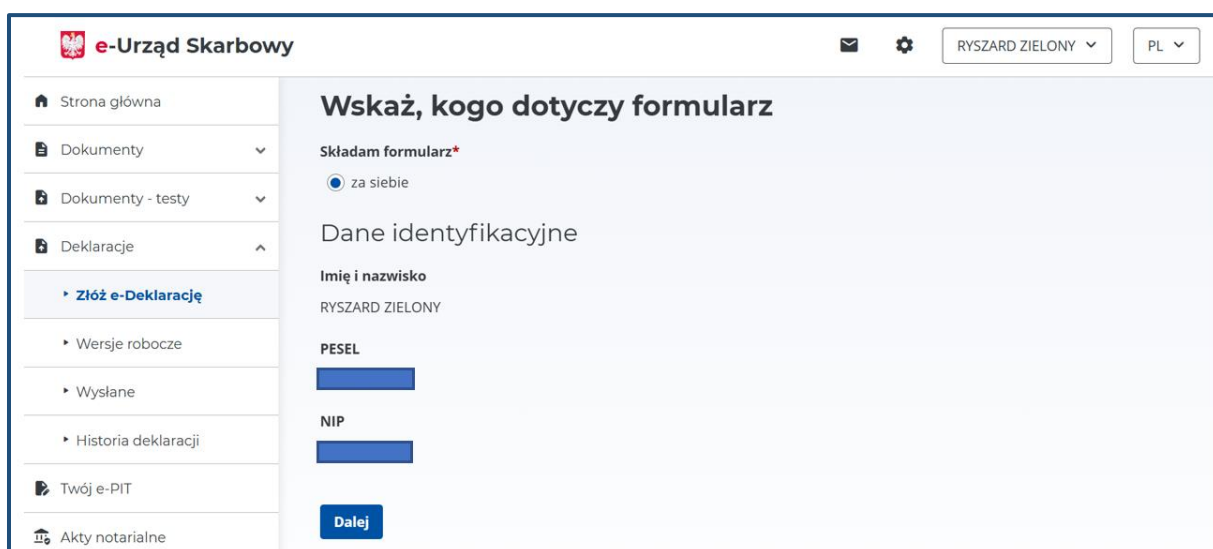 e-Urząd Skarbowy
RYSZARD ZIELONY
PL
Strona główna
Dokumenty
Dokumenty - testy
Deklaracje
Złóż e-Deklarację
Wersje robocze
Wysłane
Historia deklaracji
Twój e-PIT
Akty notarialne
Wskaż, kogo dotyczy formularz
Składam formularz*
za siebie
Dane identyfikacyjne
Imię i nazwisko
RYSZARD ZIELONY
PESEL
NIP
Dalej